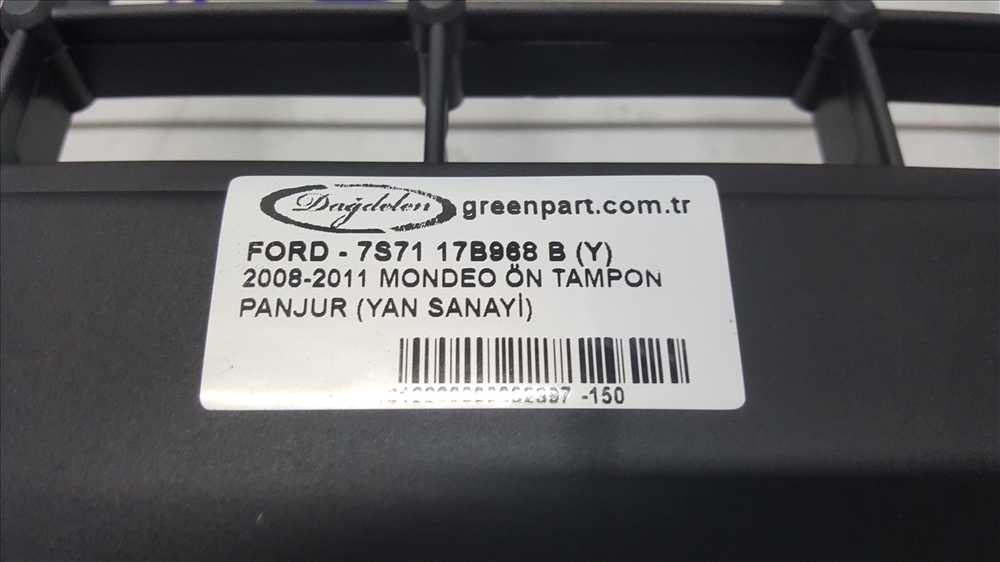 Dağdelen greenpart.com.tr
FORD - 7S71 17B968 B (Y)
2008-2011 MONDEO ÖN TAMPON
PANJUR (YAN SANAYİ)
-150